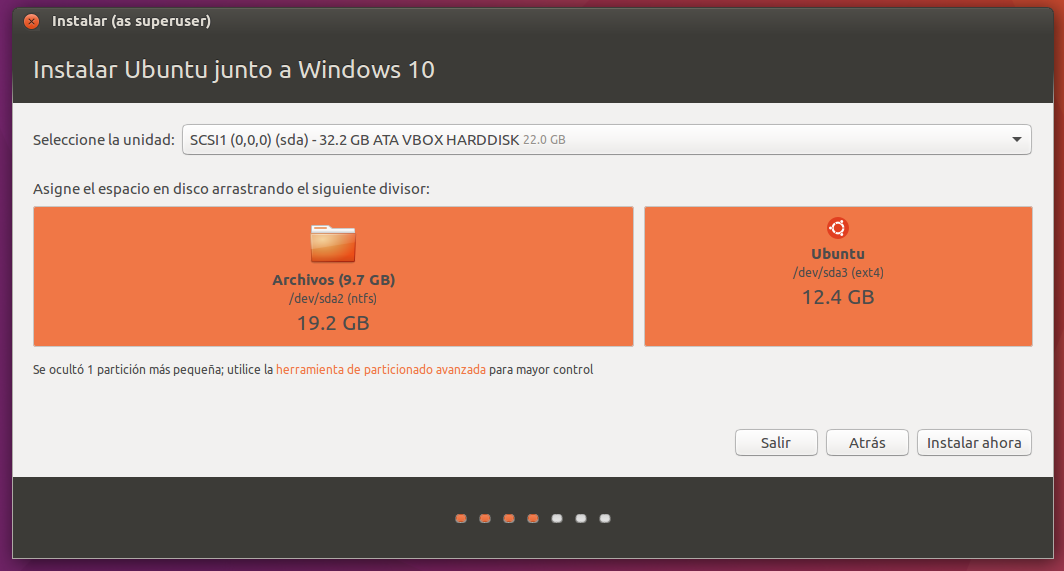 Instalar (as superuser)
Instalar Ubuntu junto a Windows 10
Seleccione la unidad: SCSI1 (0,0,0) (sda) - 32.2 GB ATA VBOX HARDDISK 22.0 GB
Asigne el espacio en disco arrastrando el siguiente divisor:
Archivos (9.7 GB)
/dev/sda2 (ntfs)
19.2 GB
Ubuntu
/dev/sda3 (ext4)
12.4 GB
Se ocultó 1 partición más pequeña; utilice la herramienta de particionado avanzada para mayor control
Salir Atrás Instalar ahora